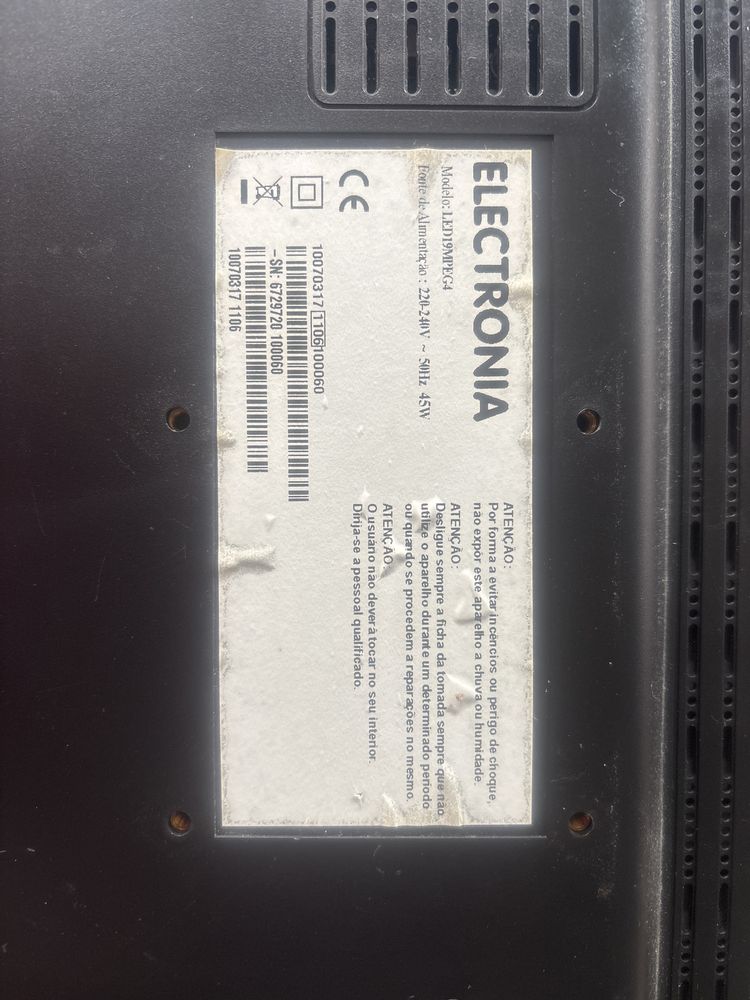 ELECTRONIA
Modelo: LED19MPEG4
Fonte de Alimentação : 220-240V ~ 50Hz 45W
CE
10070317 1106 100060
-SN: 6729720 100060
10070317 1106
ATENÇÃO:
Por forma a evitar incêncios ou perigo de choque,
não expor este aparelho a chuva ou humidade.
ATENÇÃO:
Desligue sempre a ficha da tomada sempre que não
utilize o aparelho durante um determinado período
ou quando se procedem a reparações no mesmo.
ATENÇÃO:
O usuário não deverá tocar no seu interior.
Dirija-se a pessoal qualificado.